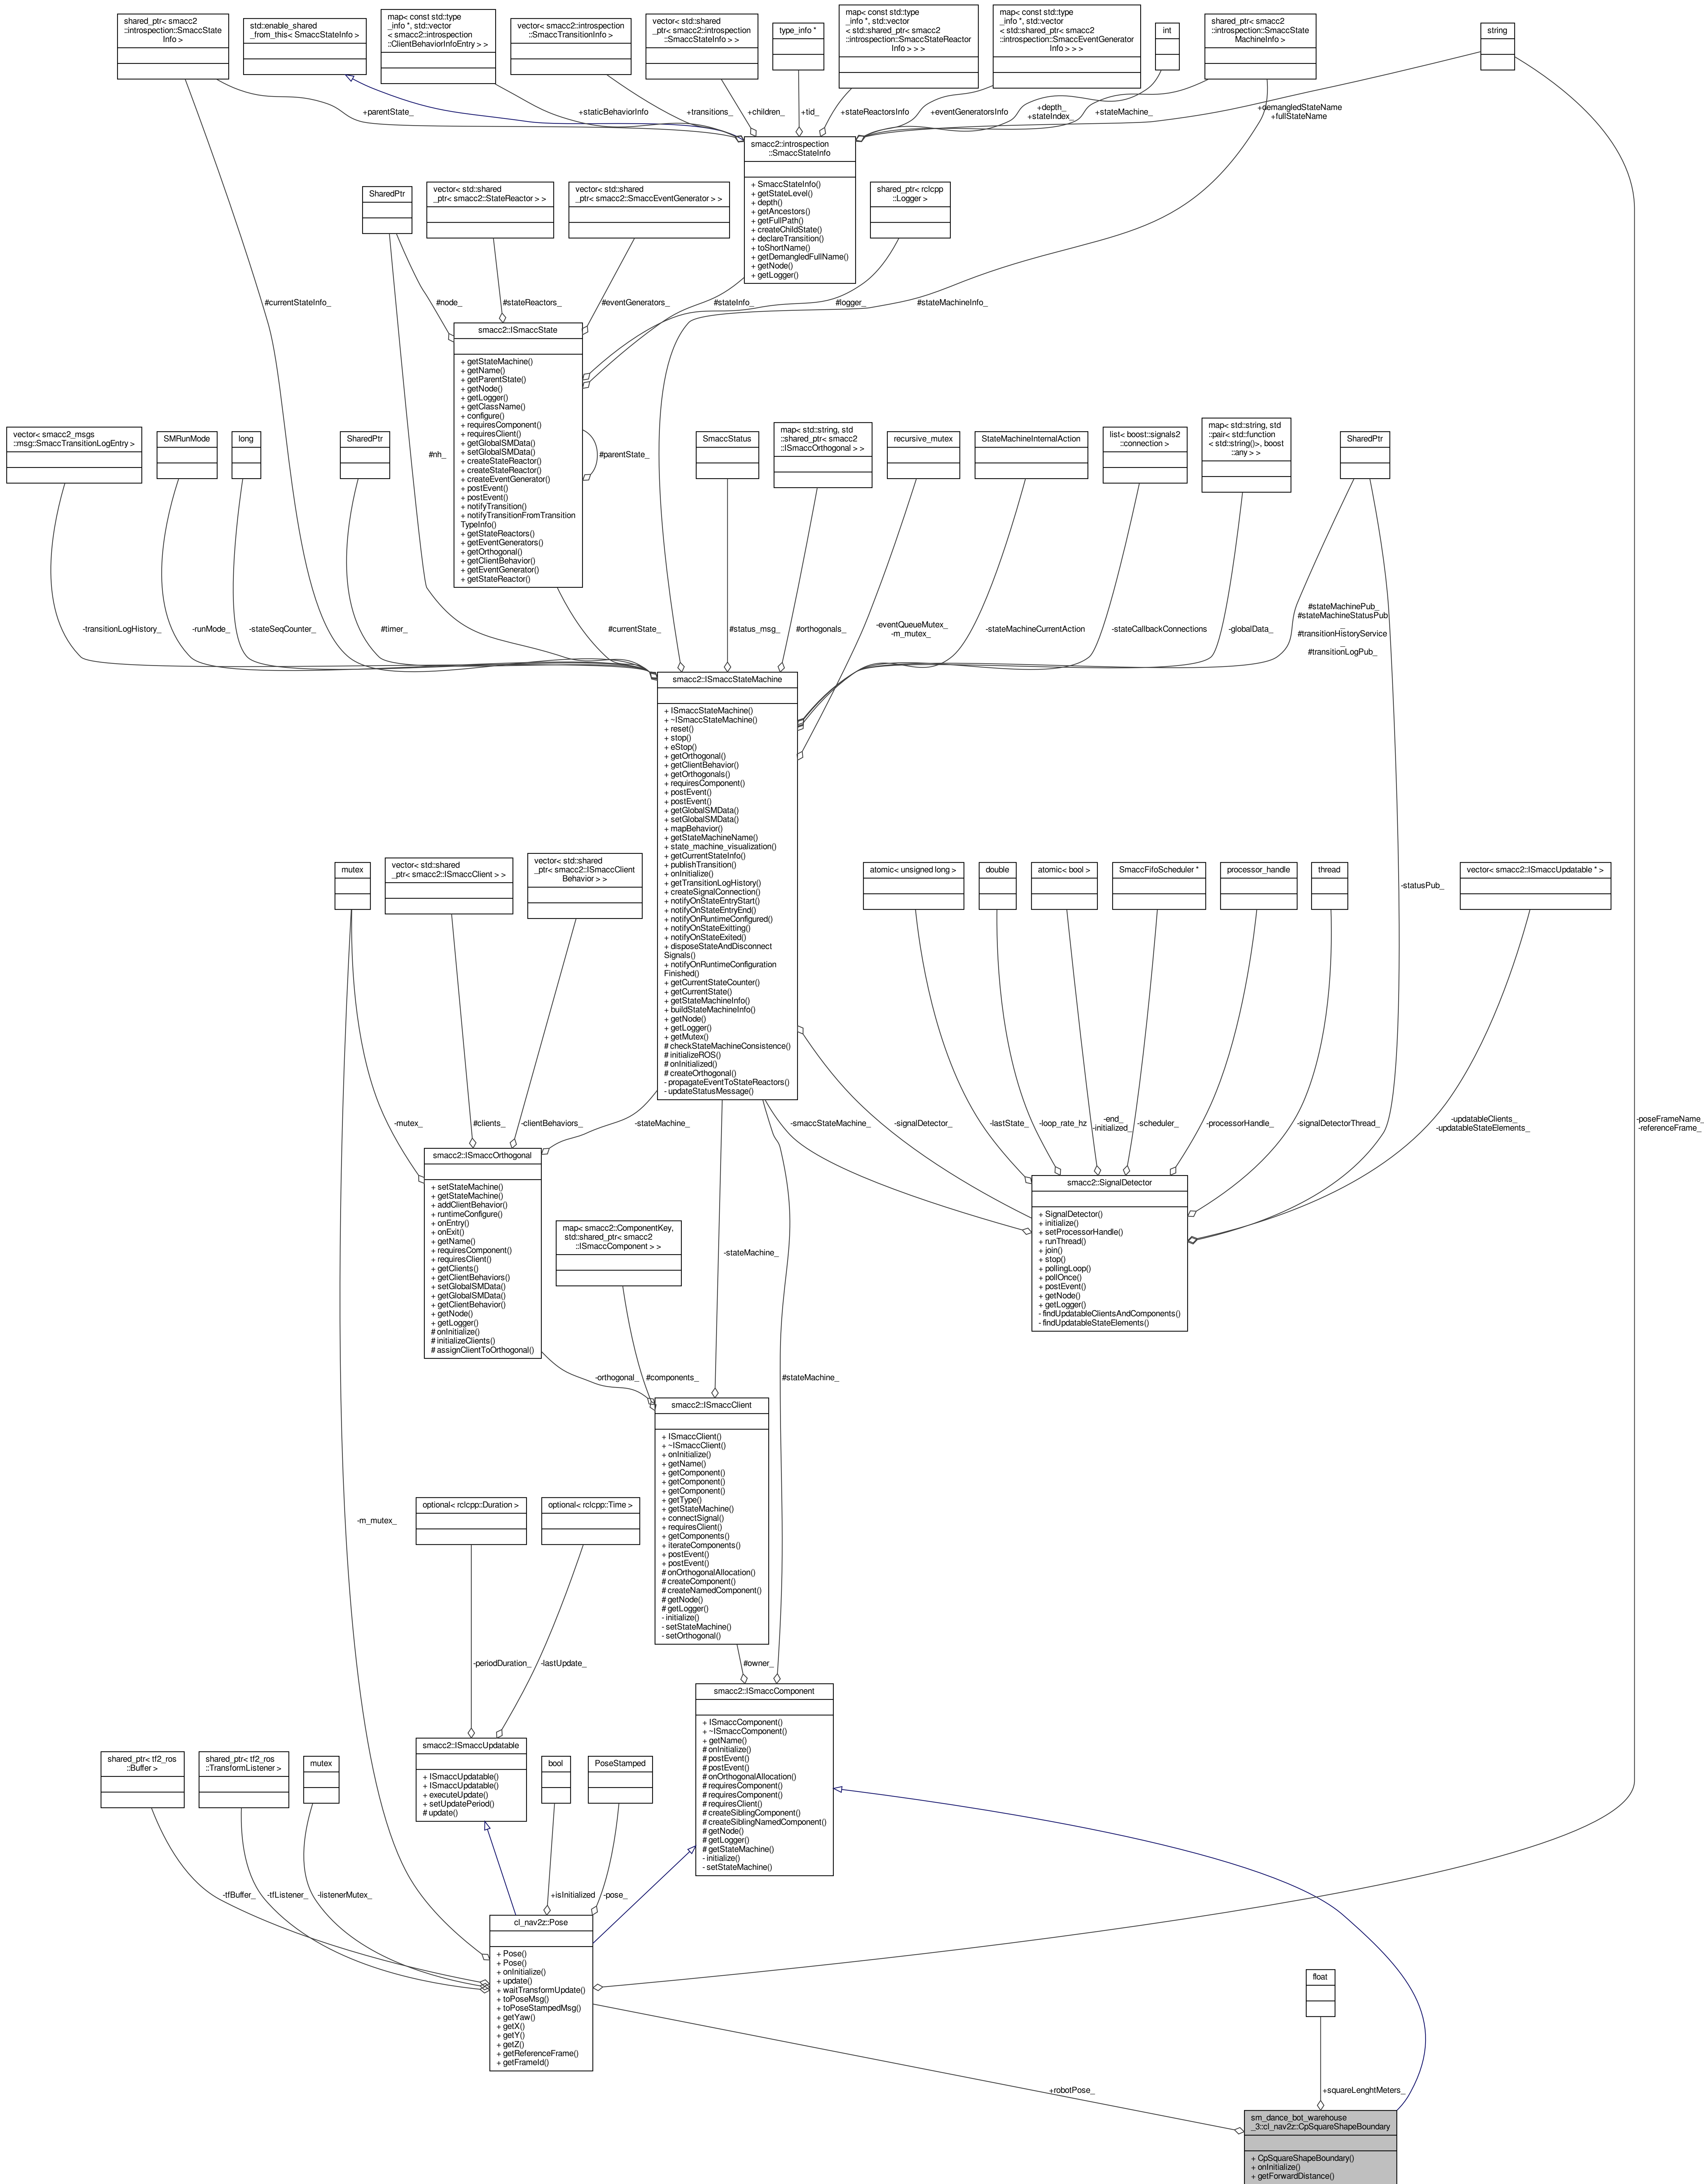 shared_ptr< smacc2
::introspection::SmaccState
Info >
std::enable_shared
_from_this< SmaccStateInfo >
map< const std::type
_info *, std::vector
< smacc2::introspection
::ClientBehaviorInfoEntry > >
vector< smacc2::introspection
::SmaccTransitionInfo >
vector< std::shared
_ptr< smacc2::introspection
::SmaccStateInfo > >
type_info *
map< const std::type
_info *, std::vector
< std::shared_ptr< smacc2
::introspection::SmaccStateReactor
Info > > >
map< const std::type
_info *, std::vector
< std::shared_ptr< smacc2
::introspection::SmaccEventGenerator
Info > > >
int
shared_ptr< smacc2
::introspection::SmaccState
MachineInfo >
string
+parentState_
+staticBehaviorInfo
+transitions_
+children_
+tid_
+stateReactorsInfo
+eventGeneratorsInfo
+depth_
+stateIndex_
+stateMachine_
+demangledStateName
+fullStateName
smacc2::introspection
::SmaccStateInfo
+ SmaccStateInfo()
+ getStateLevel()
+ depth()
+ getAncestors()
+ getFullPath()
+ createChildState()
+ declareTransition()
+ toShortName()
+ getDemangledFullName()
+ getNode()
+ getLogger()
SharedPtr
vector< std::shared
_ptr< smacc2::StateReactor > >
vector< std::shared
_ptr< smacc2::SmaccEventGenerator > >
shared_ptr< rclcpp
::Logger >
#currentStateInfo_
#node_
#stateReactors_
#eventGenerators_
#stateInfo_
#logger_
#stateMachineInfo_
smacc2::ISmaccState
+ getStateMachine()
+ getName()
+ getParentState()
+ getNode()
+ getLogger()
+ getClassName()
+ configure()
+ requiresComponent()
+ requiresClient()
+ getGlobalSMData()
+ setGlobalSMData()
+ createStateReactor()
+ createStateReactor()
+ createEventGenerator()
+ postEvent()
+ postEvent()
+ notifyTransition()
+ notifyTransitionFromTransition
TypeInfo()
+ getStateReactors()
+ getEventGenerators()
+ getOrthogonal()
+ getClientBehavior()
+ getEventGenerator()
+ getStateReactor()
#parentState_
#nh_
vector< smacc2_msgs
::msg::SmaccTransitionLogEntry >
SMRunMode
long
SharedPtr
SmaccStatus
map< std::string, std
::shared_ptr< smacc2
::ISmaccOrthogonal > >
recursive_mutex
StateMachineInternalAction
list< boost::signals2
::connection >
map< std::string, std
::pair< std::function
< std::string()>, boost
::any > >
SharedPtr
-transitionLogHistory_
-runMode_
-stateSeqCounter_
#timer_
#currentState_
#status_msg_
#orthogonals_
-eventQueueMutex_
-m_mutex_
-stateMachineCurrentAction
-stateCallbackConnections
-globalData_
#stateMachinePub_
#stateMachineStatusPub
_
#transitionHistoryService
_
#transitionLogPub_
smacc2::ISmaccStateMachine
+ ISmaccStateMachine()
+ ~ISmaccStateMachine()
+ reset()
+ stop()
+ eStop()
+ getOrthogonal()
+ getClientBehavior()
+ getOrthogonals()
+ requiresComponent()
+ postEvent()
+ postEvent()
+ getGlobalSMData()
+ setGlobalSMData()
+ mapBehavior()
+ getStateMachineName()
+ state_machine_visualization()
+ getCurrentStateInfo()
+ publishTransition()
+ onInitialize()
+ getTransitionLogHistory()
+ createSignalConnection()
+ notifyOnStateEntryStart()
+ notifyOnStateEntryEnd()
+ notifyOnRuntimeConfigured()
+ notifyOnStateExitting()
+ notifyOnStateExited()
+ disposeStateAndDisconnect
Signals()
+ notifyOnRuntimeConfiguration
Finished()
+ getCurrentStateCounter()
+ getCurrentState()
+ getStateMachineInfo()
+ buildStateMachineInfo()
+ getNode()
+ getLogger()
+ getMutex()
# checkStateMachineConsistence()
# initializeROS()
# onInitialized()
# createOrthogonal()
- propagateEventToStateReactors()
- updateStatusMessage()
mutex
vector< std::shared
_ptr< smacc2::ISmaccClient > >
vector< std::shared
_ptr< smacc2::ISmaccClient
Behavior > >
atomic< unsigned long >
double
atomic< bool >
SmaccFifoScheduler *
processor_handle
thread
vector< smacc2::ISmaccUpdatable * >
-statusPub_
-mutex_
#clients_
-clientBehaviors_
-stateMachine_
-smaccStateMachine_
-signalDetector_
-lastState_
-loop_rate_hz
-end_
-initialized_
-scheduler_
-processorHandle_
-signalDetectorThread_
-updatableClients_
-updatableStateElements_
-poseFrameName_
-referenceFrame_
smacc2::ISmaccOrthogonal
+ setStateMachine()
+ getStateMachine()
+ addClientBehavior()
+ runtimeConfigure()
+ onEntry()
+ onExit()
+ getName()
+ requiresComponent()
+ requiresClient()
+ getClients()
+ getClientBehaviors()
+ setGlobalSMData()
+ getGlobalSMData()
+ getClientBehavior()
+ getNode()
+ getLogger()
# onInitialize()
# initializeClients()
# assignClientToOrthogonal()
smacc2::SignalDetector
+ SignalDetector()
+ initialize()
+ setProcessorHandle()
+ runThread()
+ join()
+ stop()
+ pollingLoop()
+ pollOnce()
+ postEvent()
+ getNode()
+ getLogger()
- findUpdatableClientsAndComponents()
- findUpdatableStateElements()
map< smacc2::ComponentKey,
std::shared_ptr< smacc2
::ISmaccComponent > >
-stateMachine_
-orthogonal_
#components_
#stateMachine_
smacc2::ISmaccClient
+ ISmaccClient()
+ ~ISmaccClient()
+ onInitialize()
+ getName()
+ getComponent()
+ getComponent()
+ getComponent()
+ getType()
+ getStateMachine()
+ connectSignal()
+ requiresClient()
+ getComponents()
+ iterateComponents()
+ postEvent()
+ postEvent()
# onOrthogonalAllocation()
# createComponent()
# createNamedComponent()
# getNode()
# getLogger()
- initialize()
- setStateMachine()
- setOrthogonal()
optional< rclcpp::Duration >
optional< rclcpp::Time >
-m_mutex_
-periodDuration_
-lastUpdate_
#owner_
smacc2::ISmaccComponent
+ ISmaccComponent()
+ ~ISmaccComponent()
+ getName()
# onInitialize()
# postEvent()
# postEvent()
# onOrthogonalAllocation()
# requiresComponent()
# requiresComponent()
# requiresClient()
# createSiblingComponent()
# createSiblingNamedComponent()
# getNode()
# getLogger()
# getStateMachine()
- initialize()
- setStateMachine()
shared_ptr< tf2_ros
::Buffer >
shared_ptr< tf2_ros
::TransformListener >
mutex
smacc2::ISmaccUpdatable
+ ISmaccUpdatable()
+ ISmaccUpdatable()
+ executeUpdate()
+ setUpdatePeriod()
# update()
bool
PoseStamped
-tfBuffer_
-tfListener_
-listenerMutex_
+isInitialized
-pose_
cl_nav2z::Pose
+ Pose()
+ Pose()
+ onInitialize()
+ update()
+ waitTransformUpdate()
+ toPoseMsg()
+ toPoseStampedMsg()
+ getYaw()
+ getX()
+ getY()
+ getZ()
+ getReferenceFrame()
+ getFrameId()
float
+robotPose_
+squareLenghtMeters_
sm_dance_bot_warehouse
_3::cl_nav2z::CpSquareShapeBoundary
+ CpSquareShapeBoundary()
+ onInitialize()
+ getForwardDistance()